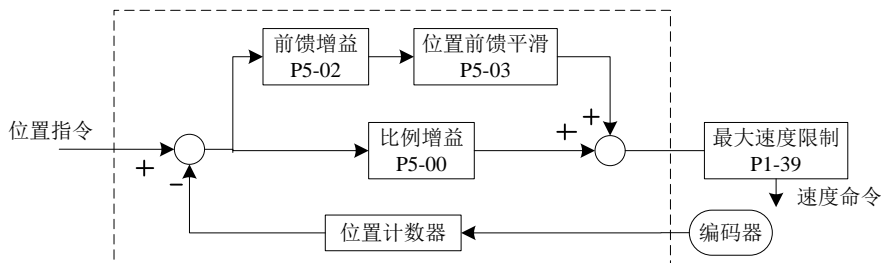 前馈增益
P5-02
位置前馈平滑
P5-03
位置指令
+
−
比例增益
P5-00
+
+
最大速度限制
P1-39
速度命令
位置计数器
编码器